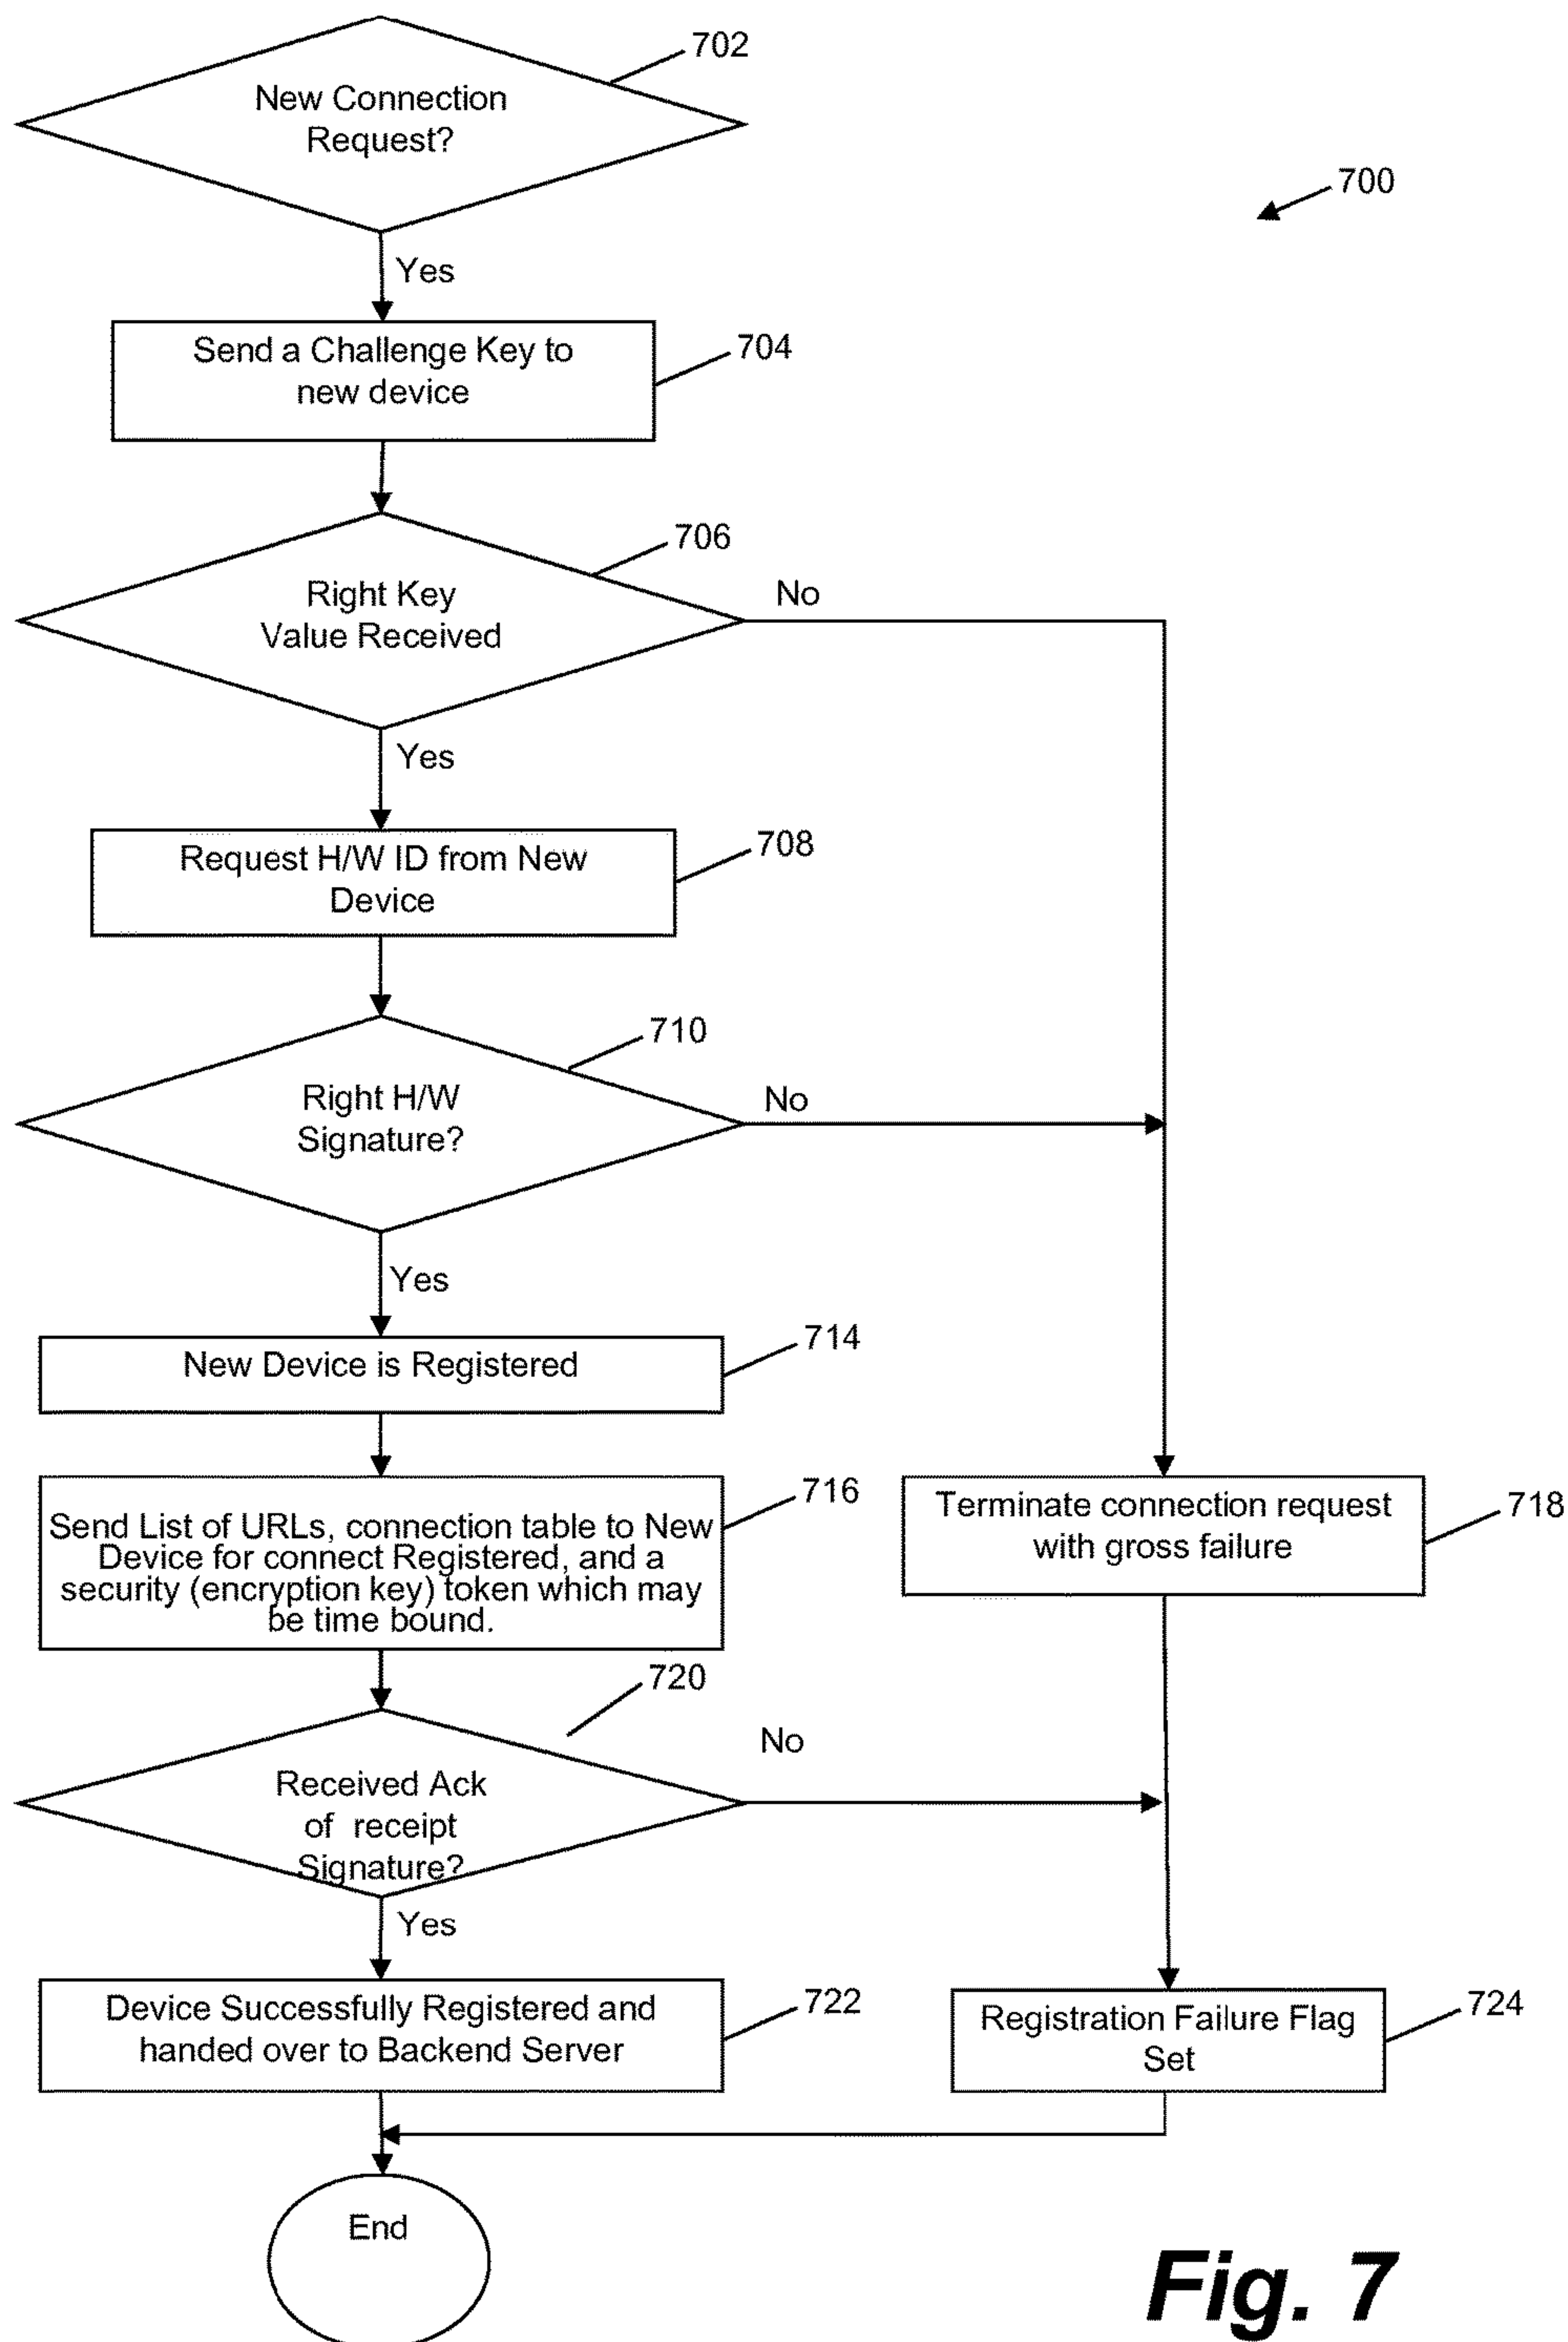 702
New Connection
Request?
700
Yes
Send a Challenge Key to
new device
704
706
Right Key
Value Received
No
Yes
Request H/W ID from New
Device
708
710
Right H/W
Signature?
No
Yes
New Device is Registered
714
Send List of URLs, connection table to New
Device for connect Registered, and a
security (encryption key) token which may
be time bound.
716
Terminate connection request
with gross failure
718
720
Received Ack
of receipt
Signature?
No
Yes
Device Successfully Registered and
handed over to Backend Server
722
Registration Failure Flag
Set
724
End
Fig. 7